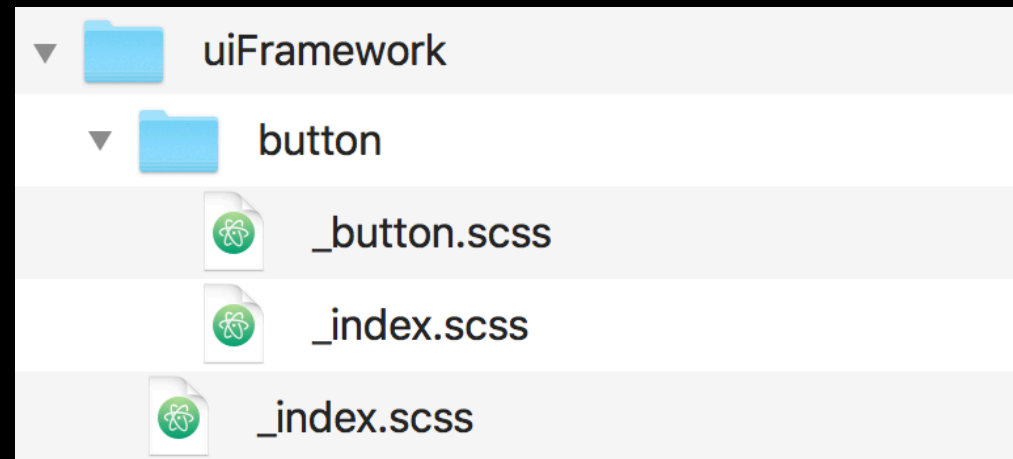 uiFramework
button
_button.scss
_index.scss
_index.scss